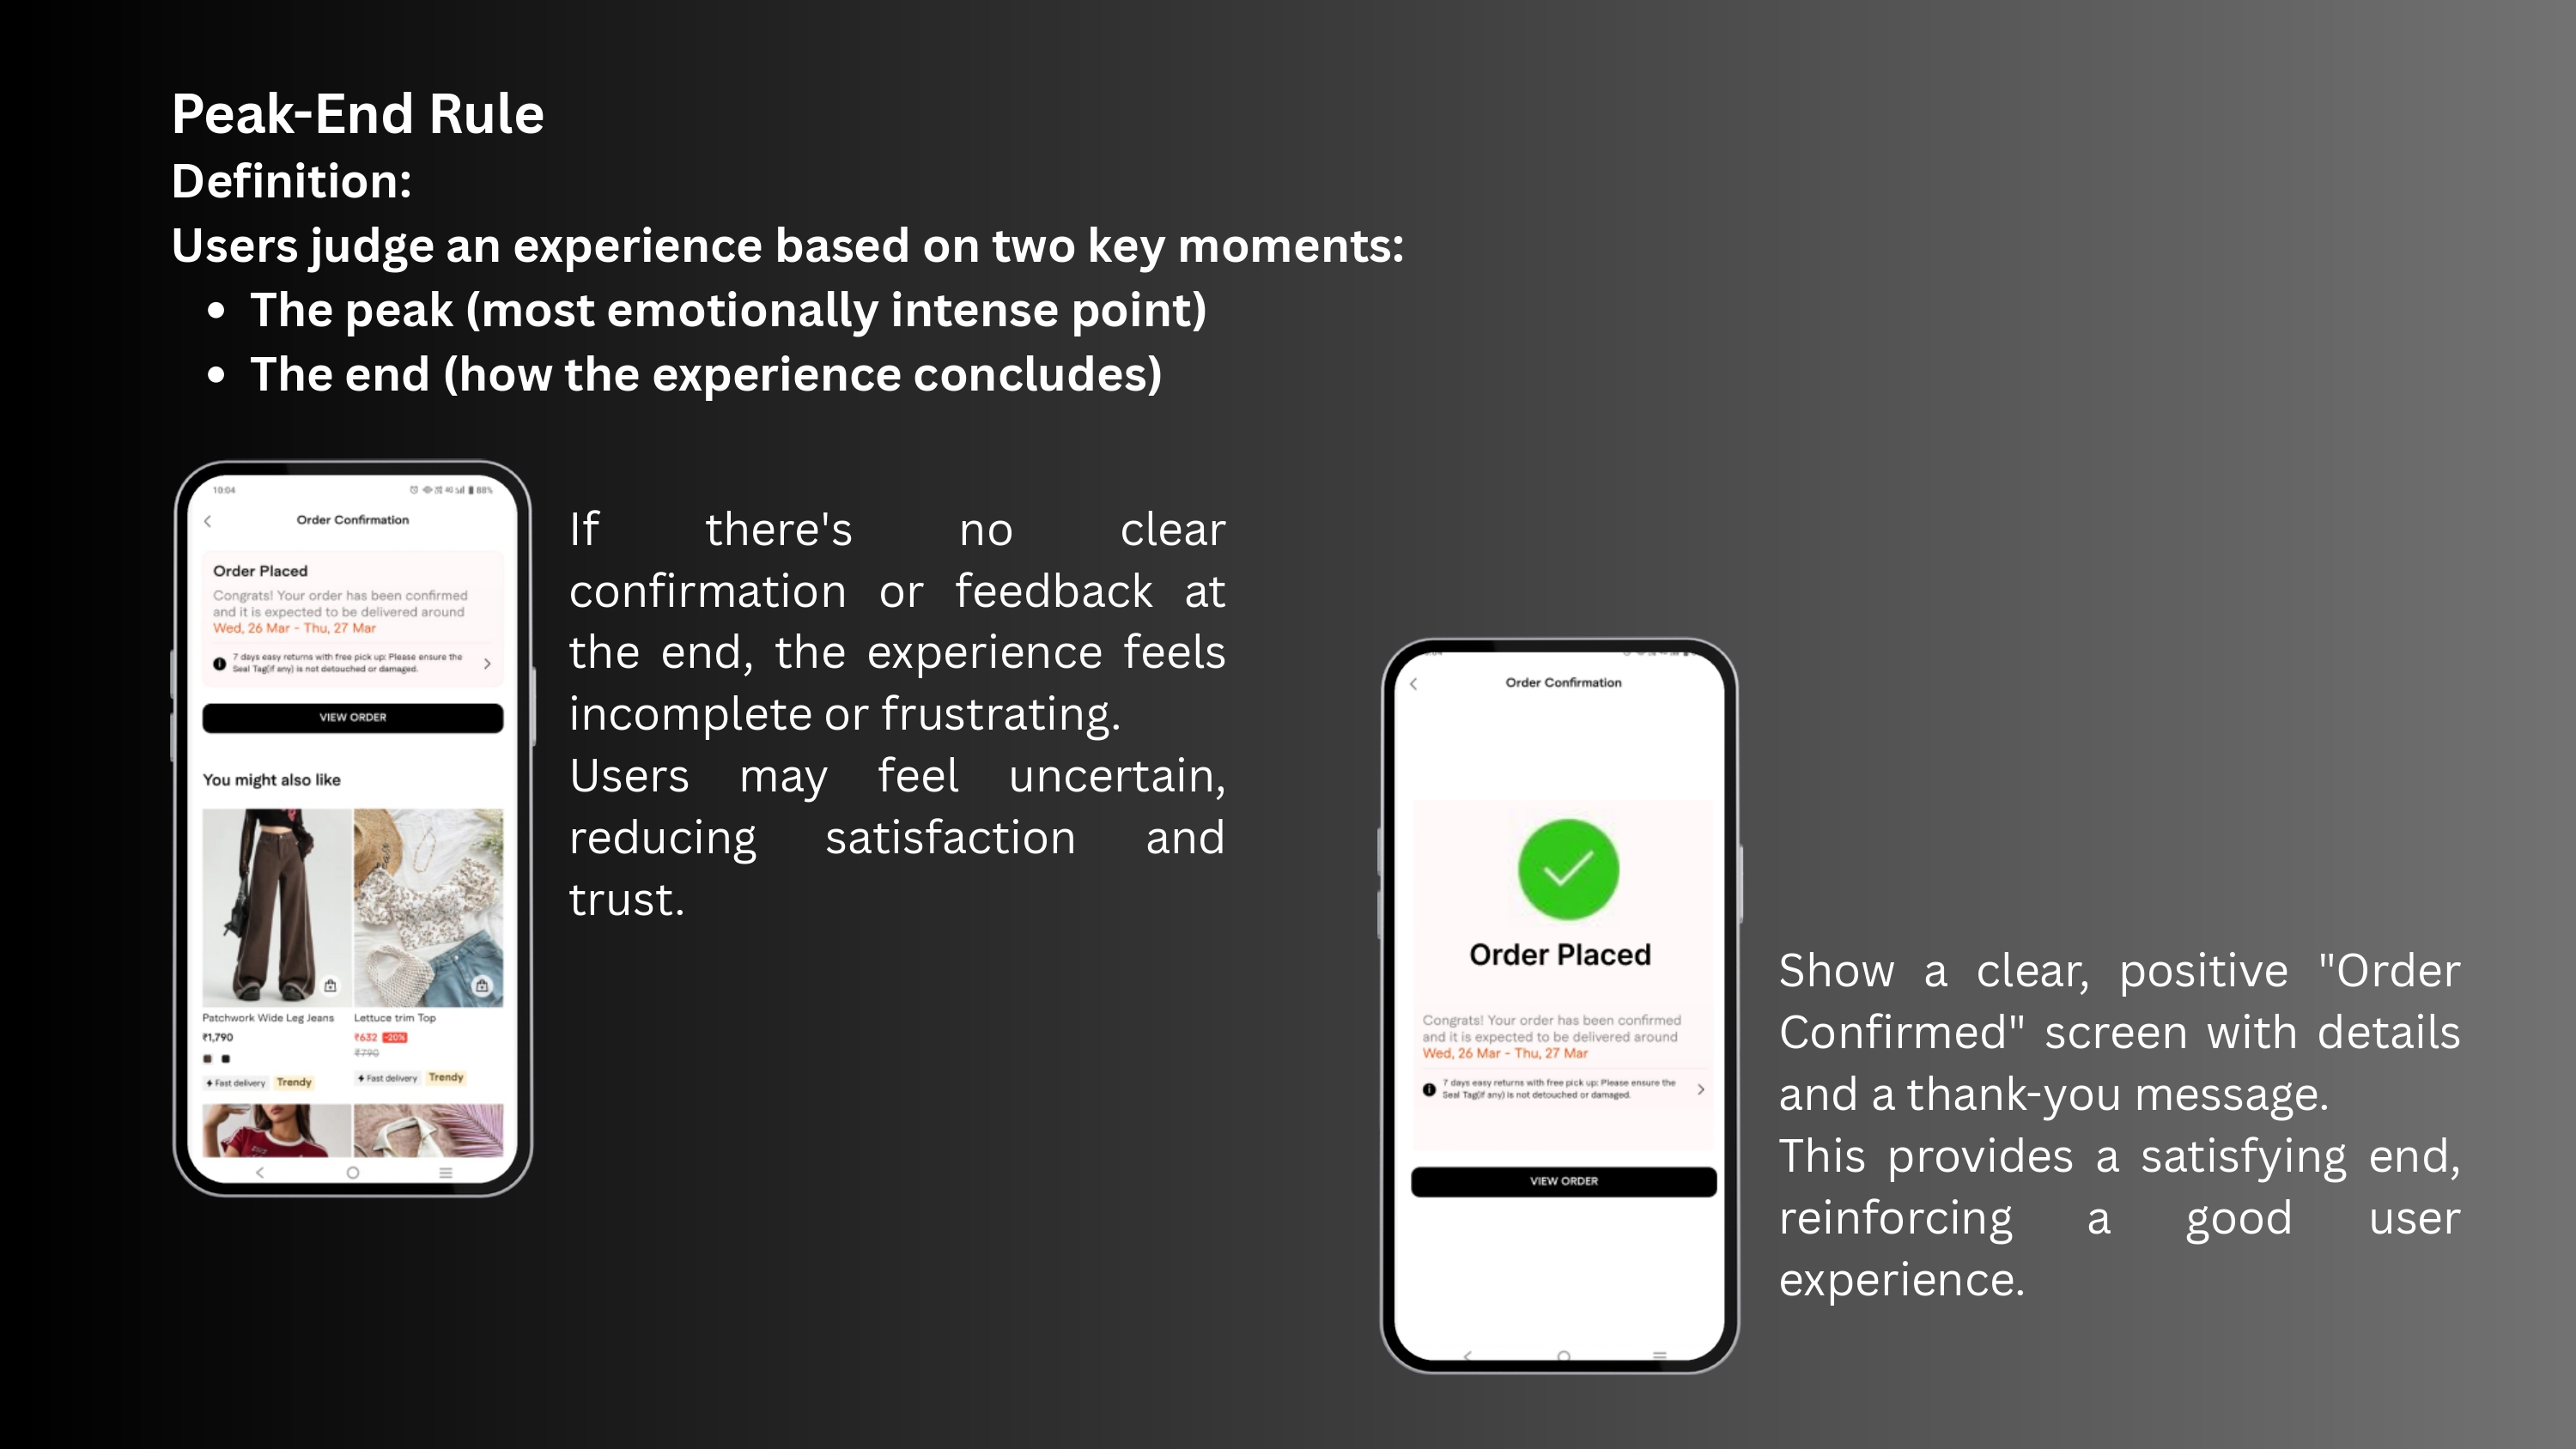 Peak-End Rule
Definition:
Users judge an experience based on two key moments:
• The peak (most emotionally intense point)
• The end (how the experience concludes)
10:04
4G
88%
Order Confirmation
Order Placed
Congrats! Your order has been confirmed
and it is expected to be delivered around
Wed, 26 Mar - Thu, 27 Mar
7 days easy returns with free pick up: Please ensure the
Seal Tag(if any) is not detouched or damaged.
VIEW ORDER
You might also like
Patchwork Wide Leg Jeans
₹1,790
Fast delivery
Trendy
Lettuce trim Top
₹632 -20%
₹790
Fast delivery
Trendy
If there's no clear
confirmation or feedback at
the end, the experience feels
incomplete or frustrating.
Users may feel uncertain,
reducing satisfaction and
trust.
Order Confirmation
Order Placed
Congrats! Your order has been confirmed
and it is expected to be delivered around
Wed, 26 Mar - Thu, 27 Mar
7 days easy returns with free pick up: Please ensure the
Seal Tag(if any) is not detouched or damaged.
VIEW ORDER
Show a clear, positive "Order
Confirmed" screen with details
and a thank-you message.
This provides a satisfying end,
reinforcing a good user
experience.